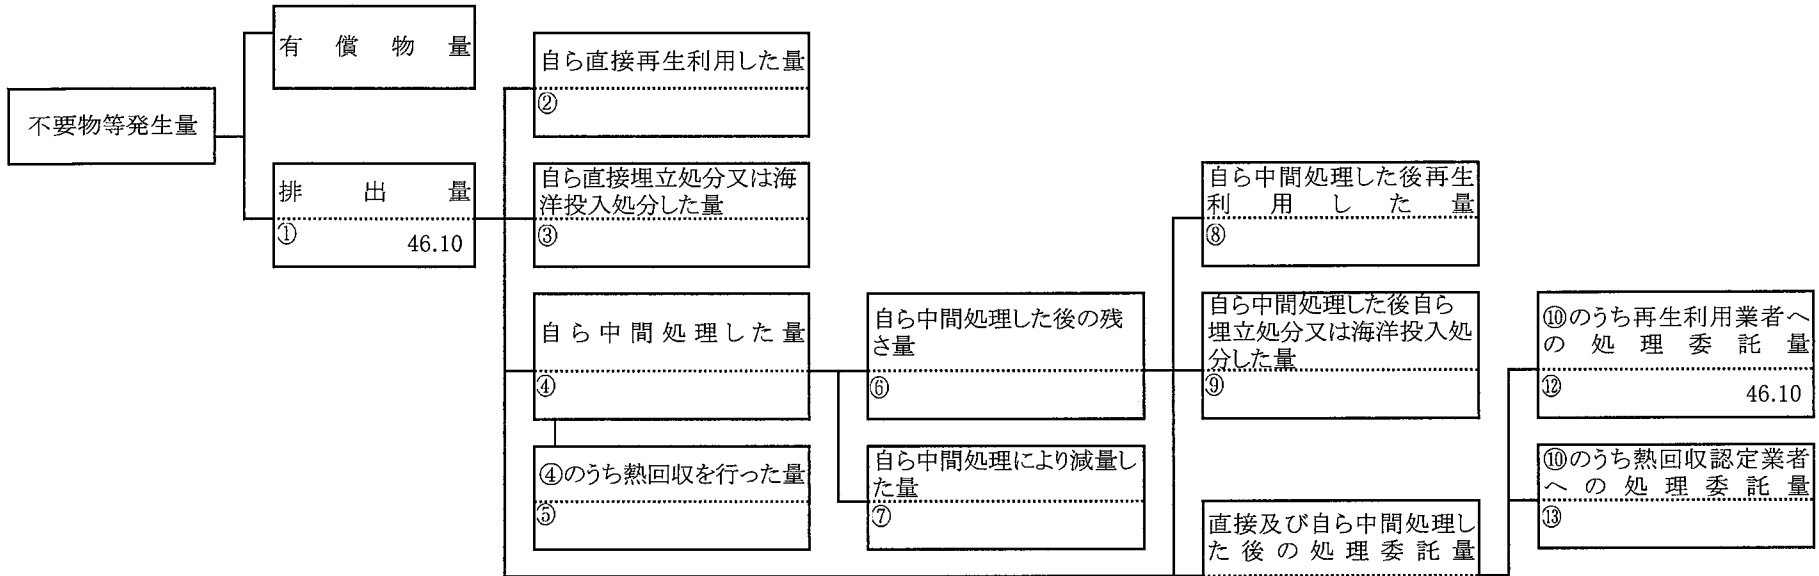 有償物量
不要物等発生量
排出量
①
46.10
自ら直接再生利用した量
②
自ら直接埋立処分又は海
洋投入処分した量
③
自ら中間処理した量
④
④のうち熱回収を行った量
⑤
自ら中間処理した後の残
さ量
⑥
自ら中間処理により減量し
た量
⑦
自ら中間処理した後再生
利用した量
⑧
自ら中間処理した後自ら
埋立処分又は海洋投入処
分した量
⑨
直接及び自ら中間処理し
た後の処理委託量
⑩のうち再生利用業者へ
の処理委託量
⑫
46.10
⑩のうち熱回収認定業者
への処理委託量
⑬